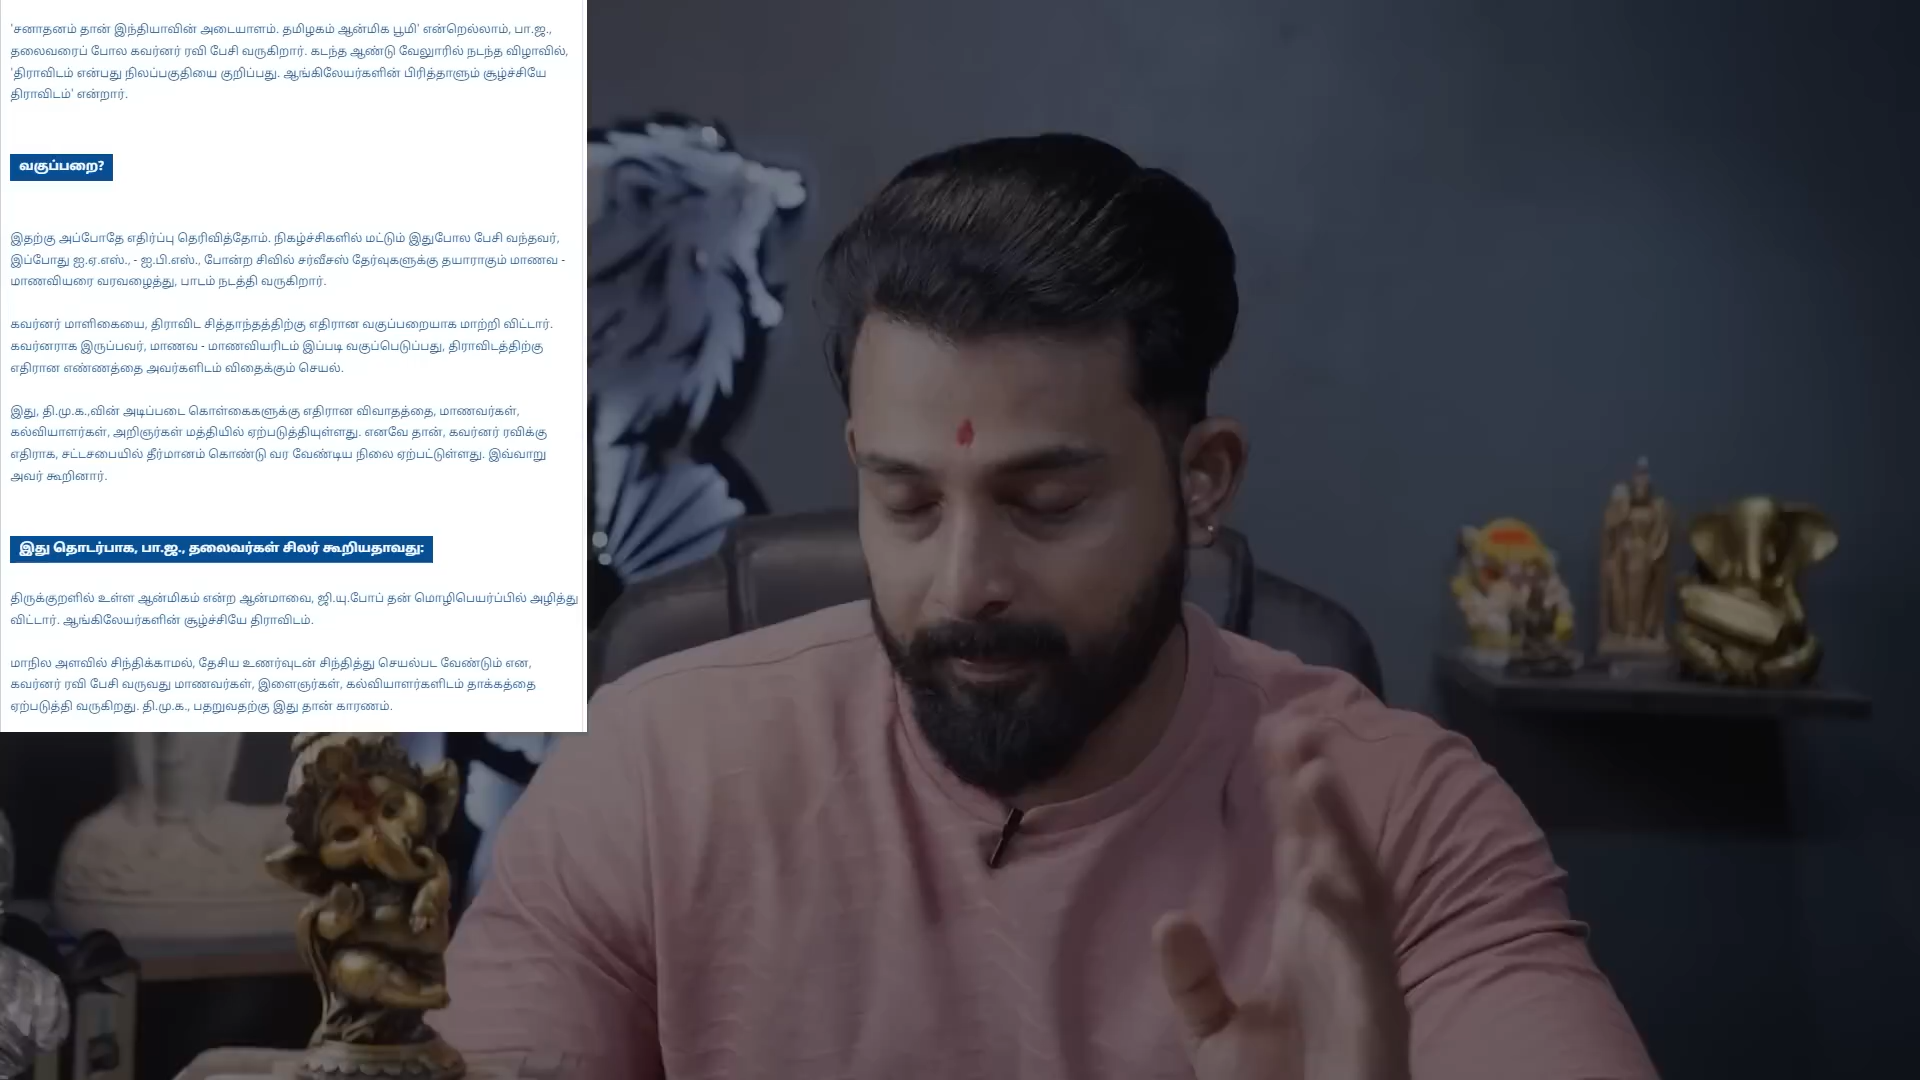 'சனாதனம் தான் இந்தியாவின் அடையாளம். தமிழகம் ஆன்மிக பூமி' என்றெல்லாம், பா.ஜ.,
தலைவரைப் போல கவர்னர் ரவி பேசி வருகிறார். கடந்த ஆண்டு வேலுாரில் நடந்த விழாவில்,
'திராவிடம் என்பது நிலப்பகுதியை குறிப்பது. ஆங்கிலேயர்களின் பிரித்தாளும் சூழ்ச்சியே
திராவிடம்' என்றார்.
வகுப்பறை?
இதற்கு அப்போதே எதிர்ப்பு தெரிவித்தோம். நிகழ்ச்சிகளில் மட்டும் இதுபோல பேசி வந்தவர்,
இப்போது ஐ.ஏ.எஸ்., - ஐ.பி.எஸ்., போன்ற சிவில் சர்வீசஸ் தேர்வுகளுக்கு தயாராகும் மாணவ -
மாணவியரை வரவழைத்து, பாடம் நடத்தி வருகிறார்.
கவர்னர் மாளிகையை, திராவிட சித்தாந்தத்திற்கு எதிரான வகுப்பறையாக மாற்றி விட்டார்.
கவர்னராக இருப்பவர், மாணவ - மாணவியரிடம் இப்படி வகுப்பெடுப்பது, திராவிடத்திற்கு
எதிரான எண்ணத்தை அவர்களிடம் விதைக்கும் செயல்.
இது, தி.மு.க.,வின் அடிப்படை கொள்கைகளுக்கு எதிரான விவாதத்தை, மாணவர்கள்,
கல்வியாளர்கள், அறிஞர்கள் மத்தியில் ஏற்படுத்தியுள்ளது. எனவே தான், கவர்னர் ரவிக்கு
எதிராக, சட்டசபையில் தீர்மானம் கொண்டு வர வேண்டிய நிலை ஏற்பட்டுள்ளது. இவ்வாறு
அவர் கூறினார்.
இது தொடர்பாக, பா.ஜ., தலைவர்கள் சிலர் கூறியதாவது:
திருக்குறளில் உள்ள ஆன்மிகம் என்ற ஆன்மாவை, ஜி.யு.போப் தன் மொழிபெயர்ப்பில் அழித்து
விட்டார். ஆங்கிலேயர்களின் சூழ்ச்சியே திராவிடம்.
மாநில அளவில் சிந்திக்காமல், தேசிய உணர்வுடன் சிந்தித்து செயல்பட வேண்டும் என,
கவர்னர் ரவி பேசி வருவது மாணவர்கள், இளைஞர்கள், கல்வியாளர்களிடம் தாக்கத்தை
ஏற்படுத்தி வருகிறது. தி.மு.க., பதறுவதற்கு இது தான் காரணம்.